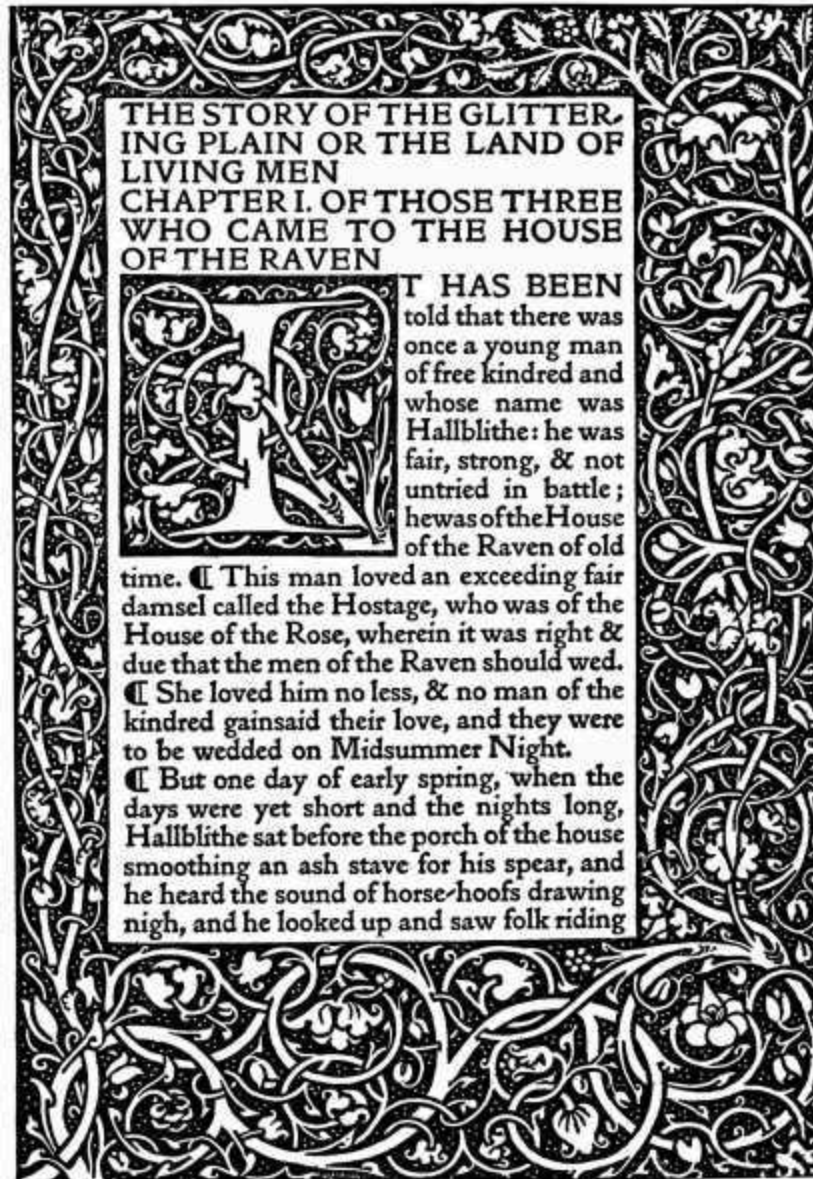 THE STORY OF THE GLITTER-
ING PLAIN OR THE LAND OF
LIVING MEN
CHAPTER I. OF THOSE THREE
WHO CAME TO THE HOUSE
OF THE RAVEN
IT HAS BEEN
told that there was
once a young man
of free kindred and
whose name was
Hallblithe: he was
fair, strong, & not
untried in battle;
he was of the House
of the Raven of old
time. ¶ This man loved an exceeding fair
damsel called the Hostage, who was of the
House of the Rose, wherein it was right &
due that the men of the Raven should wed.
¶ She loved him no less, & no man of the
kindred gainsaid their love, and they were
to be wedded on Midsummer Night.
¶ But one day of early spring, when the
days were yet short and the nights long,
Hallblithe sat before the porch of the house
smoothing an ash stave for his spear, and
he heard the sound of horse-hoofs drawing
nigh, and he looked up and saw folk riding